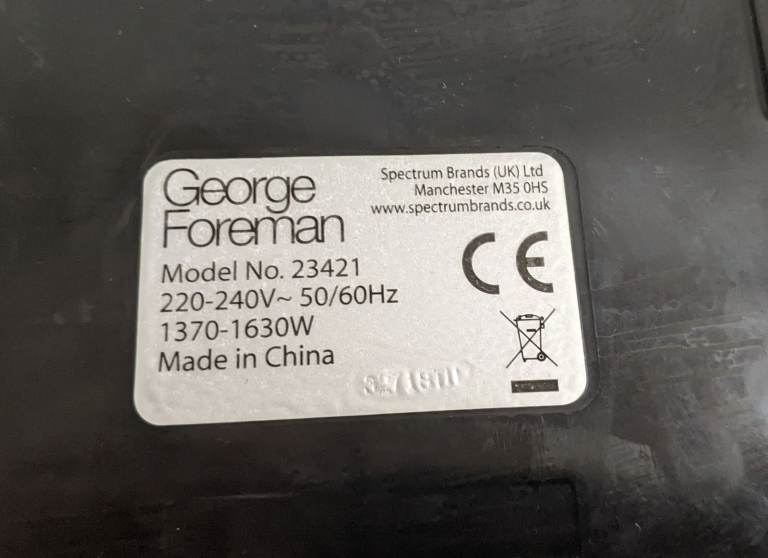 George
Foreman
Spectrum Brands (UK) Ltd
Manchester M35 0HS
www.spectrumbrands.co.uk
Model No. 23421
220-240V~ 50/60Hz
1370-1630W
Made in China
CE